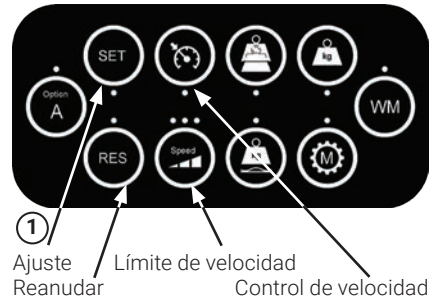 SET
kg
Option
A
WM
RES
Speed
M
1
Ajuste
Límite de velocidad
Reanudar
Control de velocidad